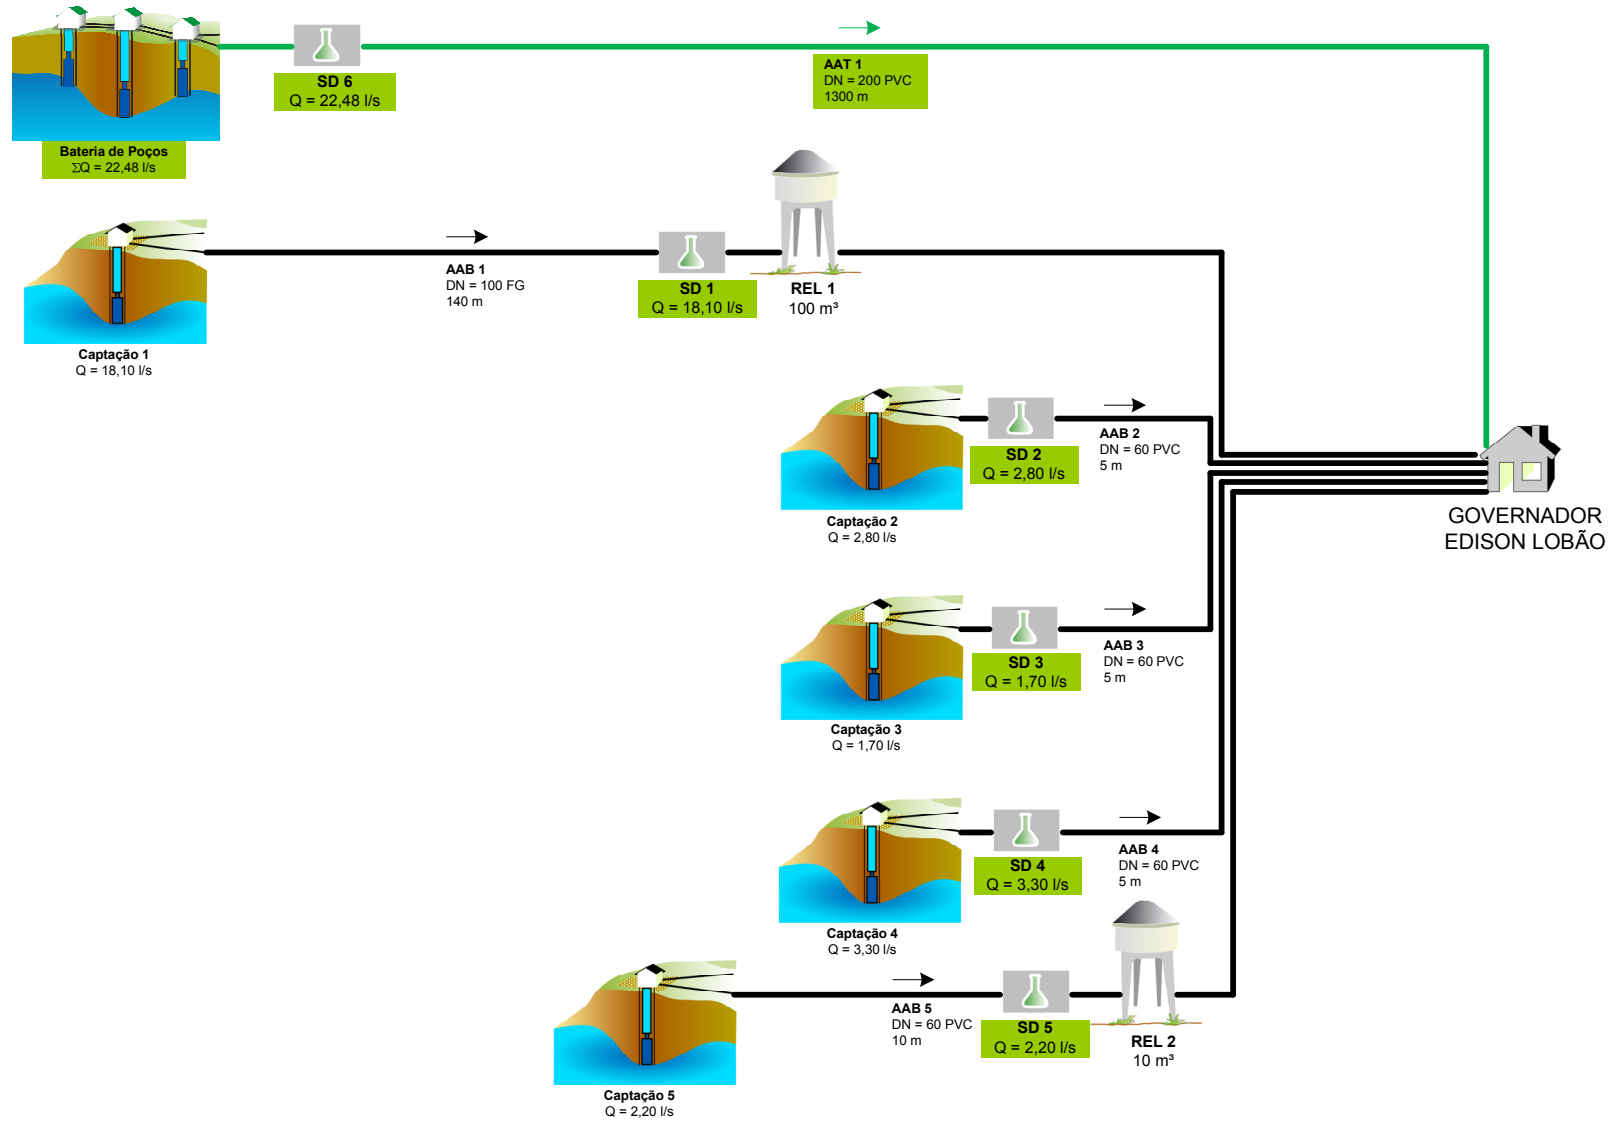 SD 6
Q = 22,48 l/s
AAT 1
DN = 200 PVC
1300 m
Bateria de Poços
ΣQ = 22,48 l/s
AAB 1
DN = 100 FG
140 m
SD 1
Q = 18,10 l/s
REL 1
100 m³
Captação 1
Q = 18,10 l/s
AAB 2
DN = 60 PVC
5 m
SD 2
Q = 2,80 l/s
Captação 2
Q = 2,80 l/s
GOVERNADOR
EDISON LOBÃO
AAB 3
DN = 60 PVC
5 m
SD 3
Q = 1,70 l/s
Captação 3
Q = 1,70 l/s
AAB 4
DN = 60 PVC
5 m
SD 4
Q = 3,30 l/s
Captação 4
Q = 3,30 l/s
AAB 5
DN = 60 PVC
10 m
SD 5
Q = 2,20 l/s
REL 2
10 m³
Captação 5
Q = 2,20 l/s